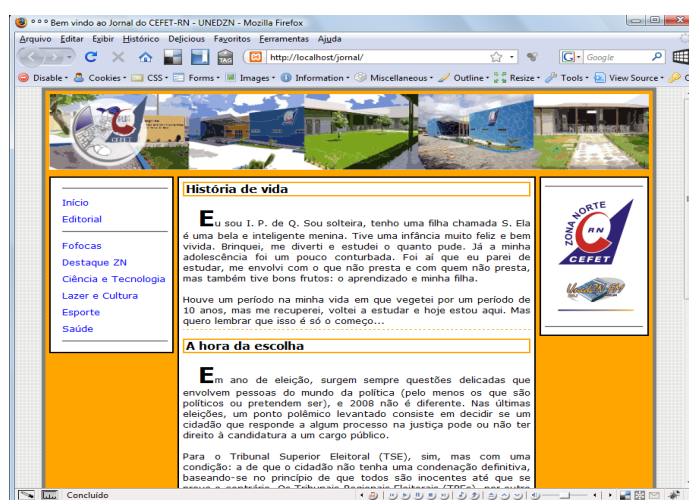 ° ° ° Bem vindo ao Jornal do CEFET-RN - UNEDZN - Mozilla Firefox
Arquivo Editar Exibir Histórico Delicious Favoritos Ferramentas Ajuda
TAG http://localhost/jornal/ G Google
Disable Cookies CSS Forms Images Information Miscellaneous Outline Resize Tools View Source
CEFET
Início
Editorial
Fofocas
Destaque ZN
Ciência e Tecnologia
Lazer e Cultura
Esporte
Saúde
História de vida
Eu sou I. P. de Q. Sou solteira, tenho uma filha chamada S. Ela
é uma bela e inteligente menina. Tive uma infância muito feliz e bem
vivida. Brinquei, me diverti e estudei o quanto pude. Já a minha
adolescência foi um pouco conturbada. Foi aí que eu parei de
estudar, me envolvi com o que não presta e com quem não presta,
mas também tive bons frutos: o aprendizado e minha filha.
Houve um período na minha vida em que vegetei por um período de
10 anos, mas me recuperei, voltei a estudar e hoje estou aqui. Mas
quero lembrar que isso é só o começo...
A hora da escolha
Em ano de eleição, surgem sempre questões delicadas que
envolvem pessoas do mundo da política (pelo menos os que são
políticos ou pretendem ser), e 2008 não é diferente. Nas últimas
eleições, um ponto polêmico levantado consiste em decidir se um
cidadão que responde a algum processo na justiça pode ou não ter
direito à candidatura a um cargo público.
Para o Tribunal Superior Eleitoral (TSE), sim, mas com uma
condição: a de que o cidadão não tenha uma condenação definitiva,
baseando-se no princípio de que todos são inocentes até que se
prove o contrário. Os Tribunais Regionais Eleitorais (TREs), por outro
ZONA NORTE
RN
CEFET
Concluído